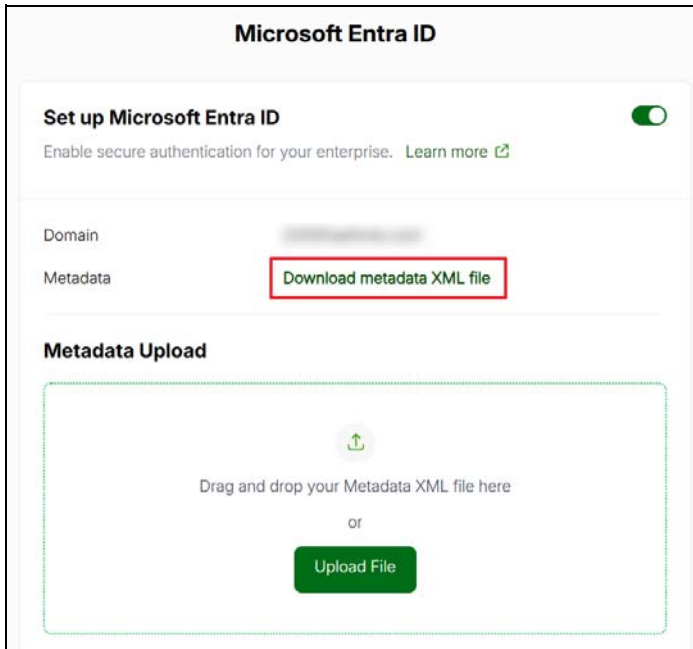 Microsoft Entra ID
Set up Microsoft Entra ID
Enable secure authentication for your enterprise. Learn more
Domain
Metadata Download metadata XML file
Metadata Upload
Drag and drop your Metadata XML file here
or
Upload File